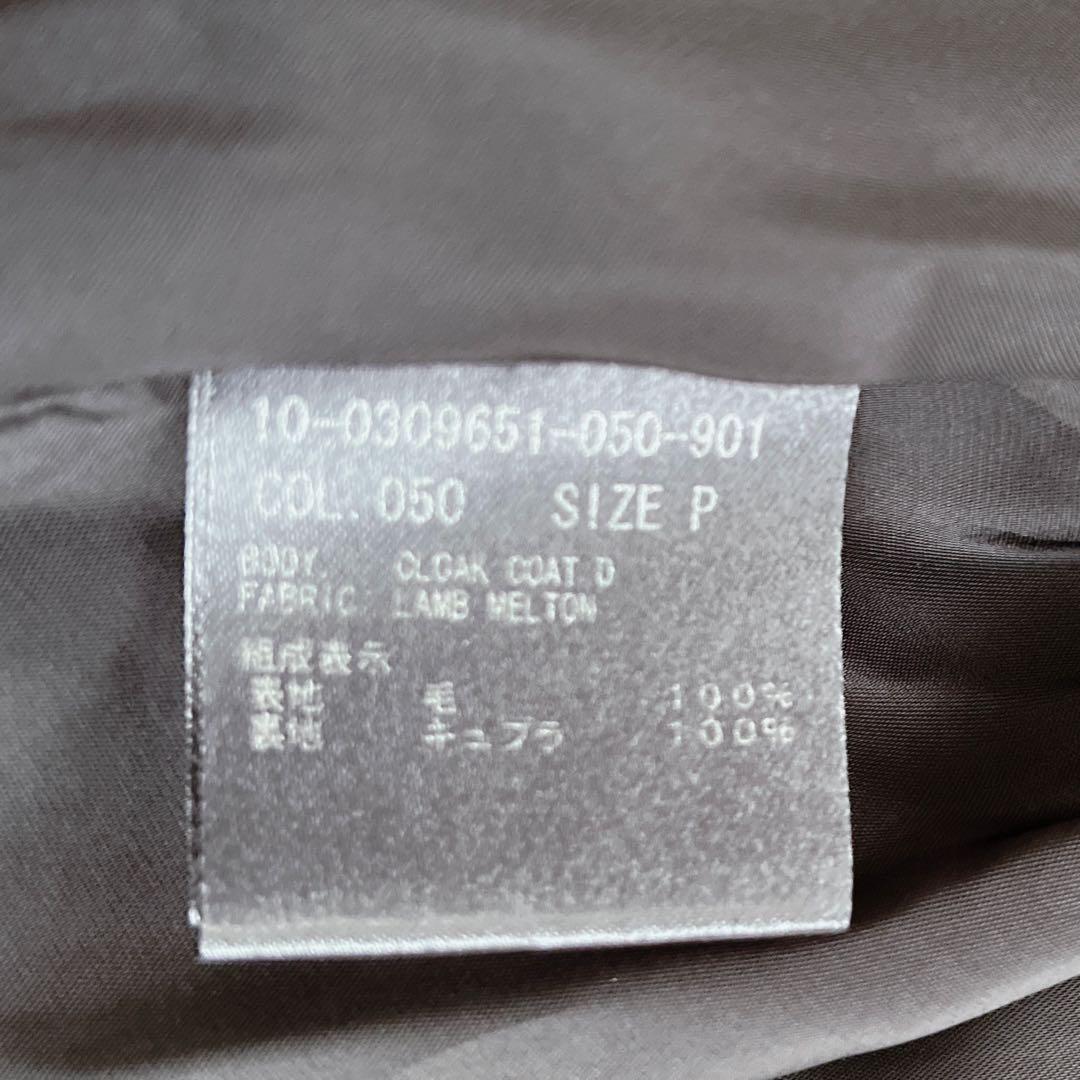 10-0309651-050-901
COL. 050 SIZE P
BODY. CLOAK COAT D
FABRIC. LAMB MELTON
組成表示
表地 毛 100%
裏地 キュプラ 100%